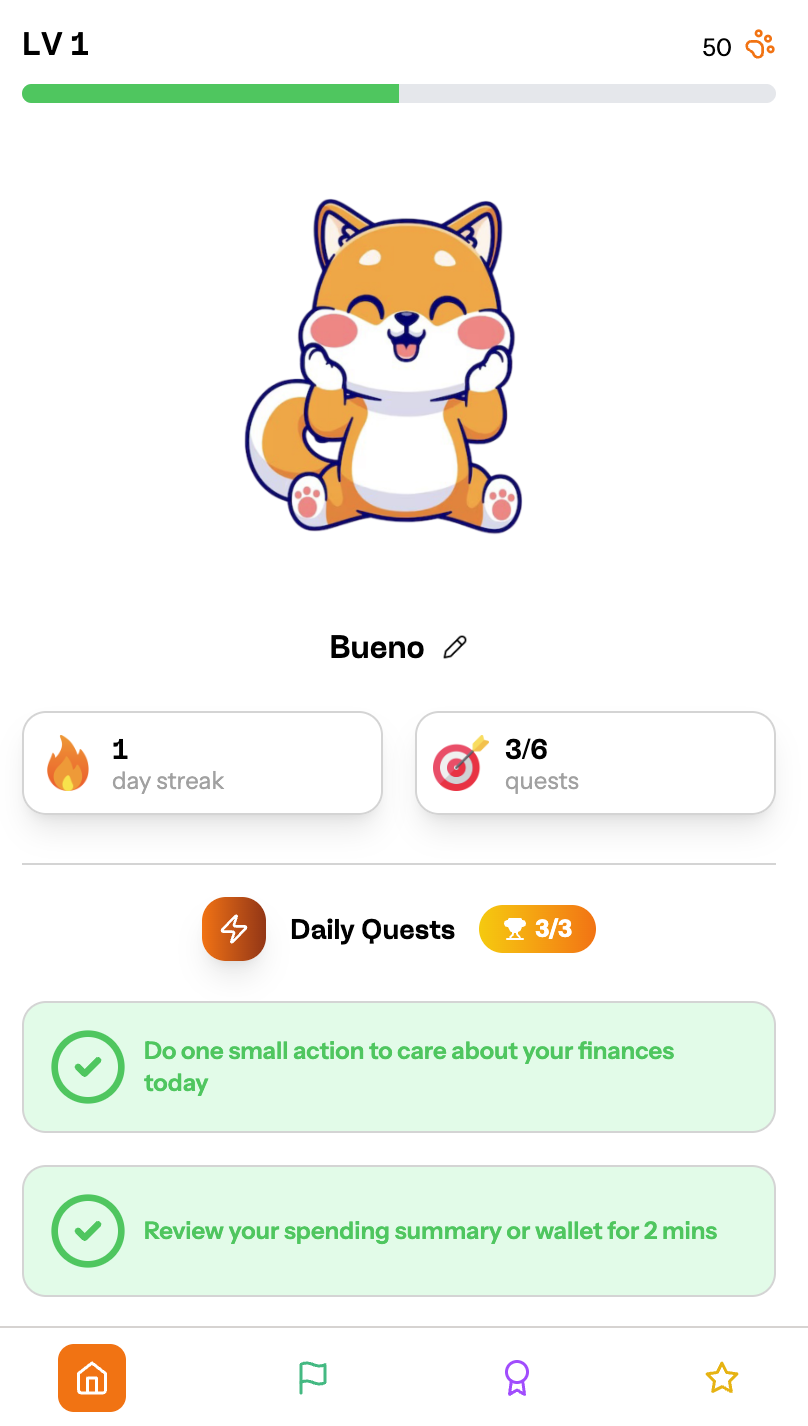 LV 1
50
Bueno
1
day streak
3/6
quests
Daily Quests
3/3
Do one small action to care about your finances
today
Review your spending summary or wallet for 2 mins